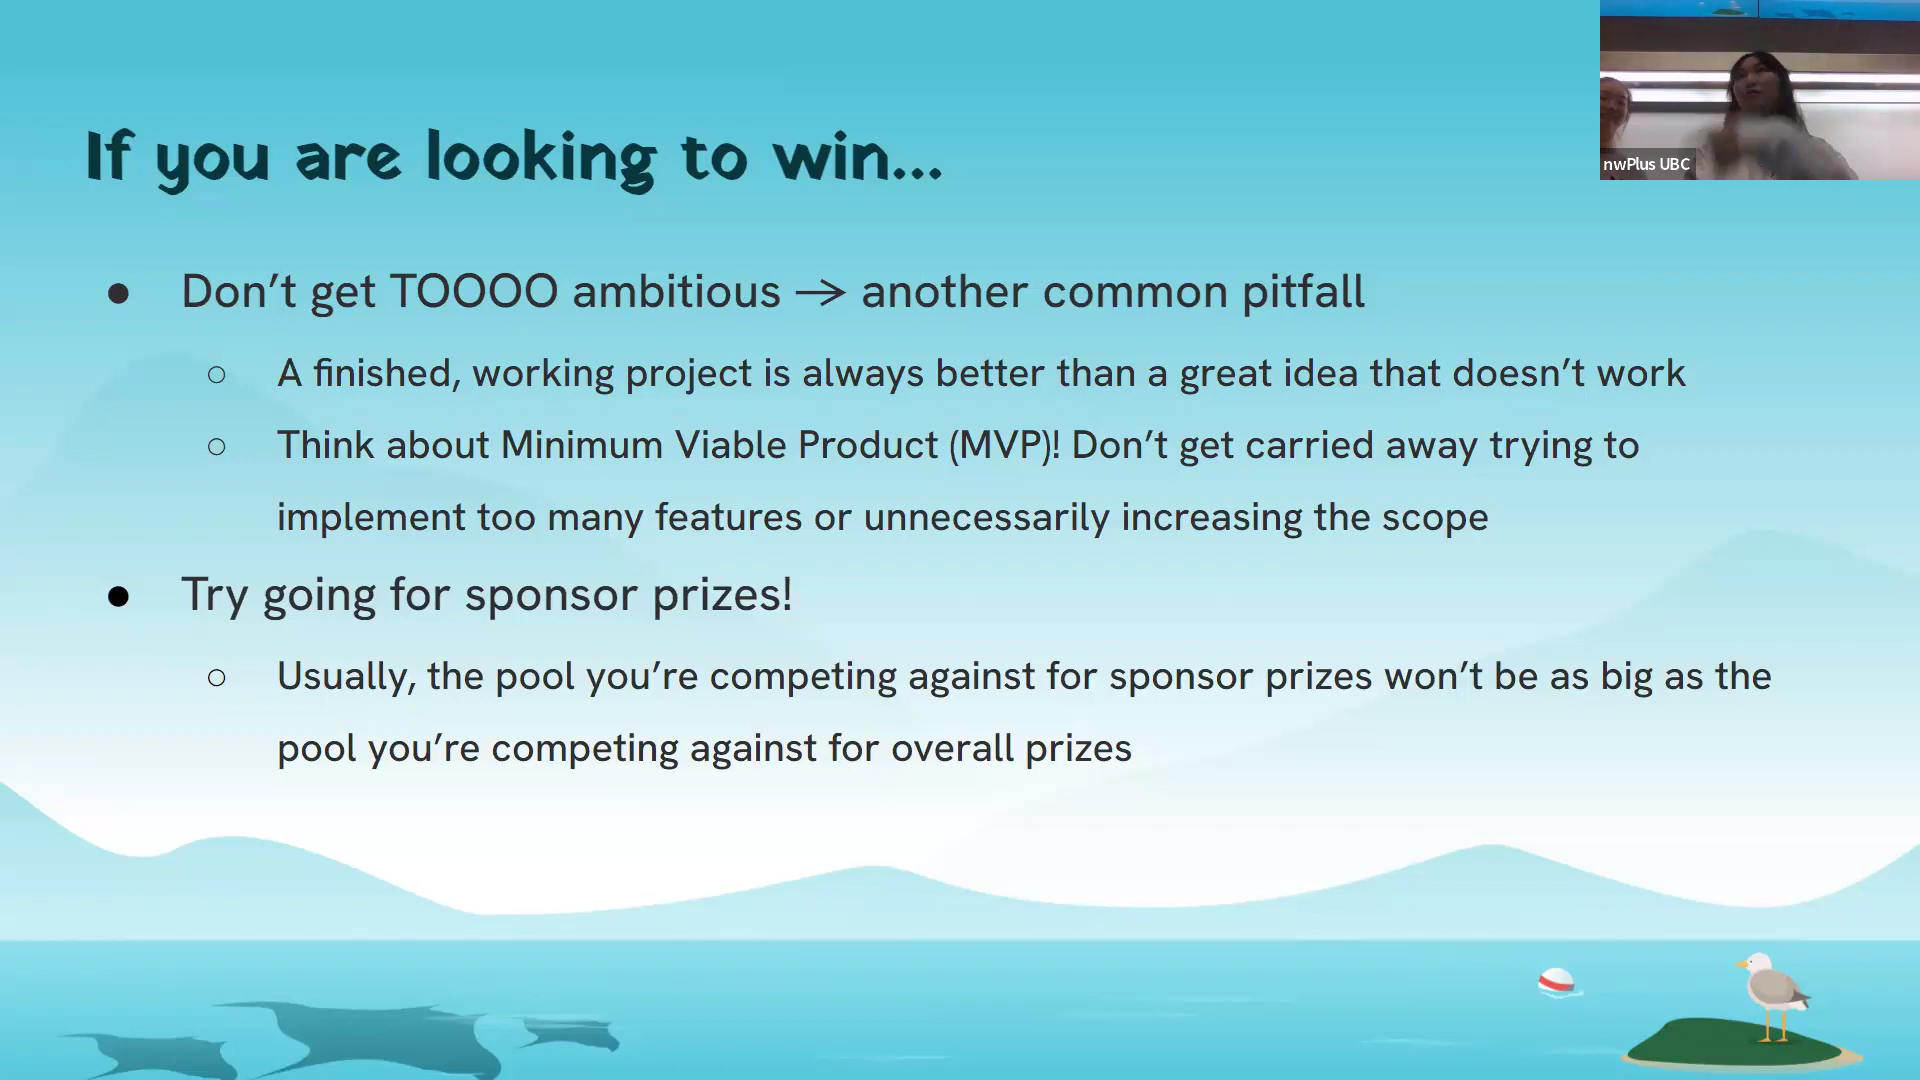 If you are looking to win...
nwPlus UBC
● Don’t get TOOOO ambitious → another common pitfall
○ A finished, working project is always better than a great idea that doesn’t work
○ Think about Minimum Viable Product (MVP)! Don’t get carried away trying to
implement too many features or unnecessarily increasing the scope
● Try going for sponsor prizes!
○ Usually, the pool you’re competing against for sponsor prizes won’t be as big as the
pool you’re competing against for overall prizes